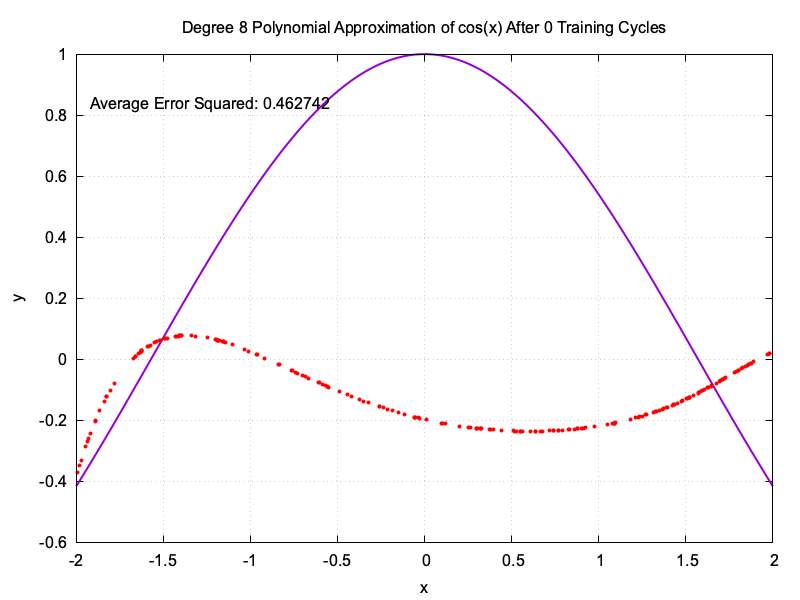 Degree 8 Polynomial Approximation of cos(x) After 0 Training Cycles
1
Average Error Squared: 0.462742
0.8
0.6
0.4
y
0.2
0
-0.2
-0.4
-0.6
-2 -1.5 -1 -0.5 0 0.5 1 1.5 2
x